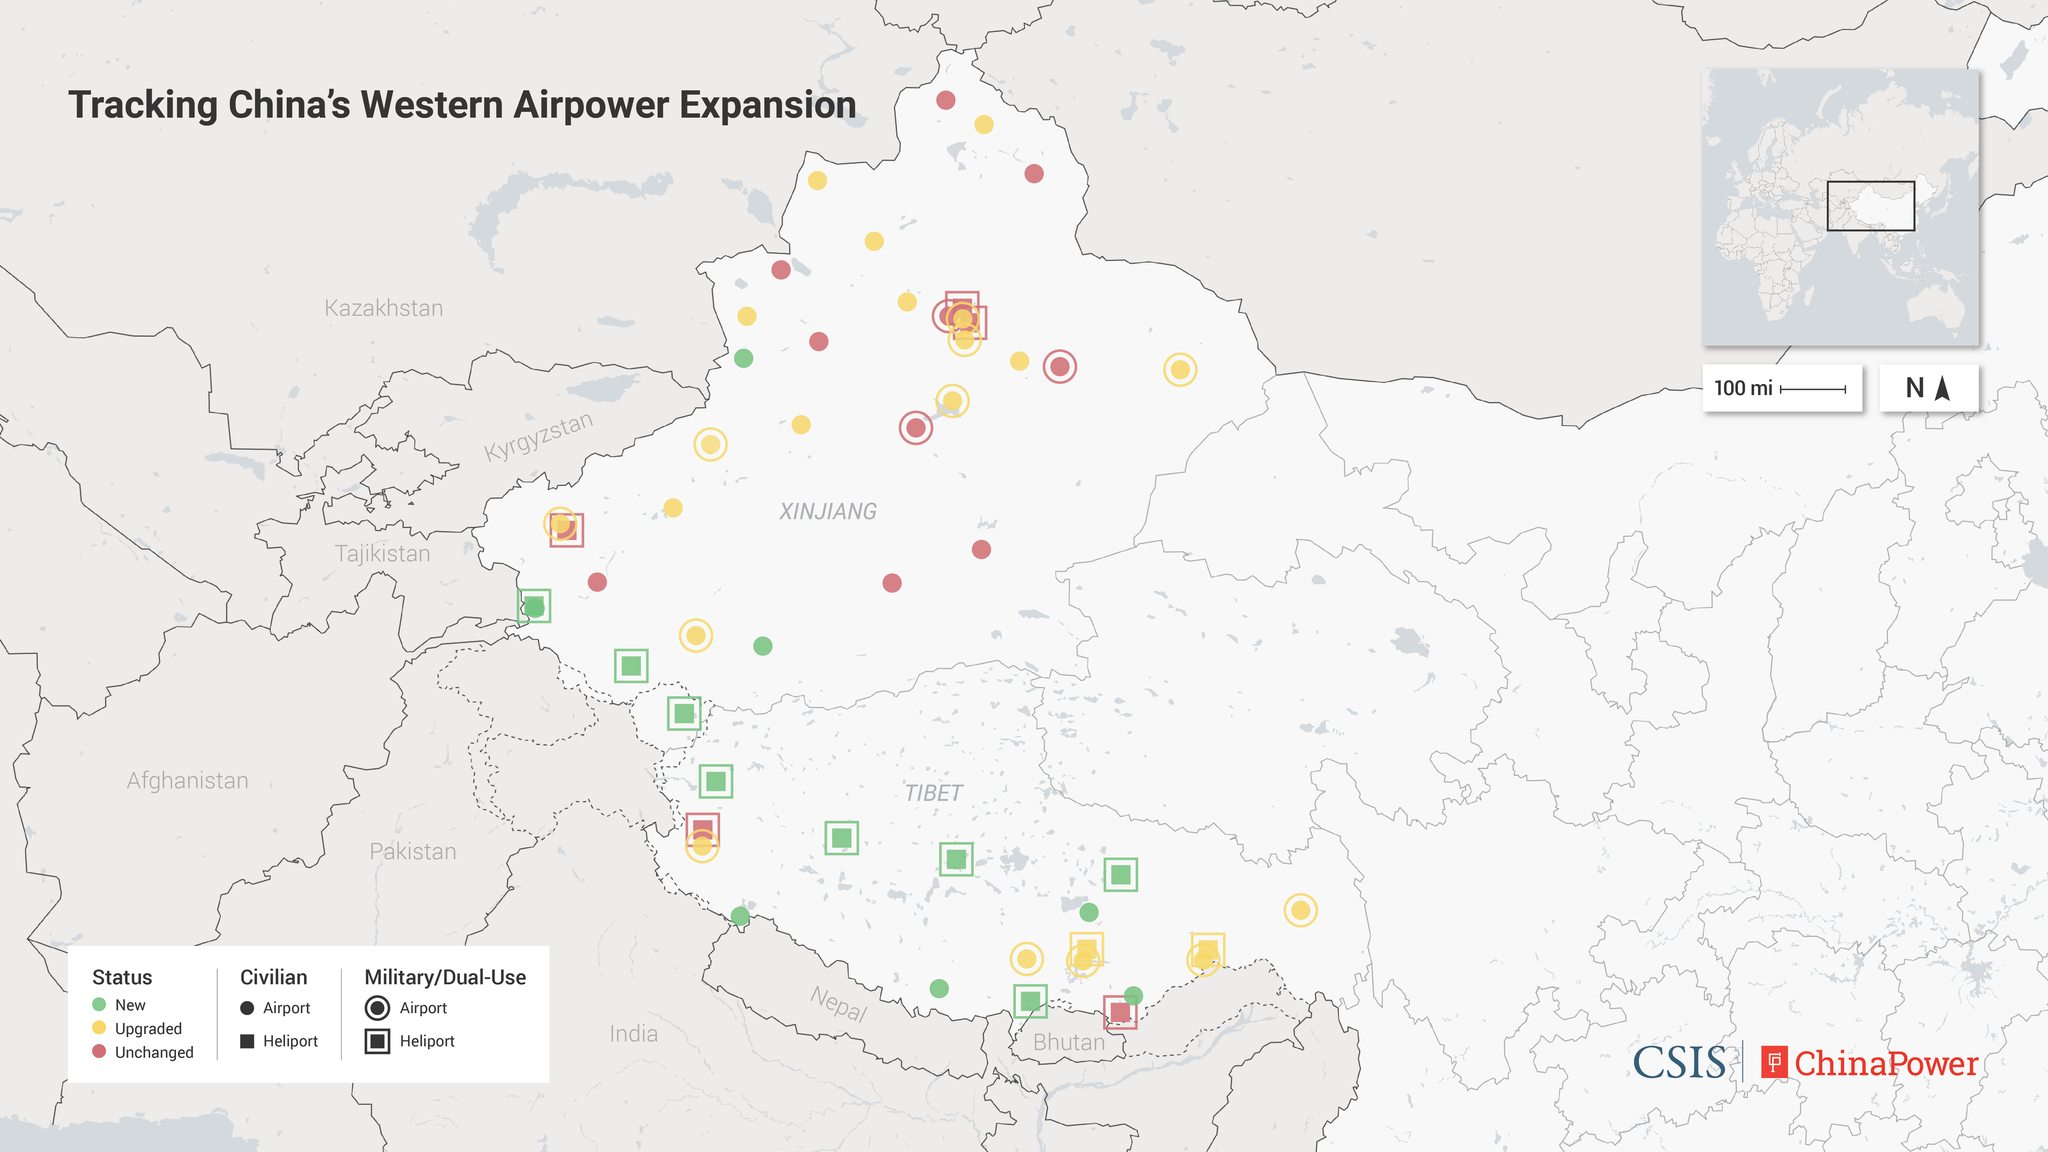 Tracking China's Western Airpower Expansion
100 mi
N
Kazakhstan
Kyrgyzstan
XINJIANG
Tajikistan
Afghanistan
TIBET
Pakistan
Nepal
India
Bhutan
Status
New
Upgraded
Unchanged
Civilian
Airport
Heliport
Military/Dual-Use
Airport
Heliport
CSIS
ChinaPower